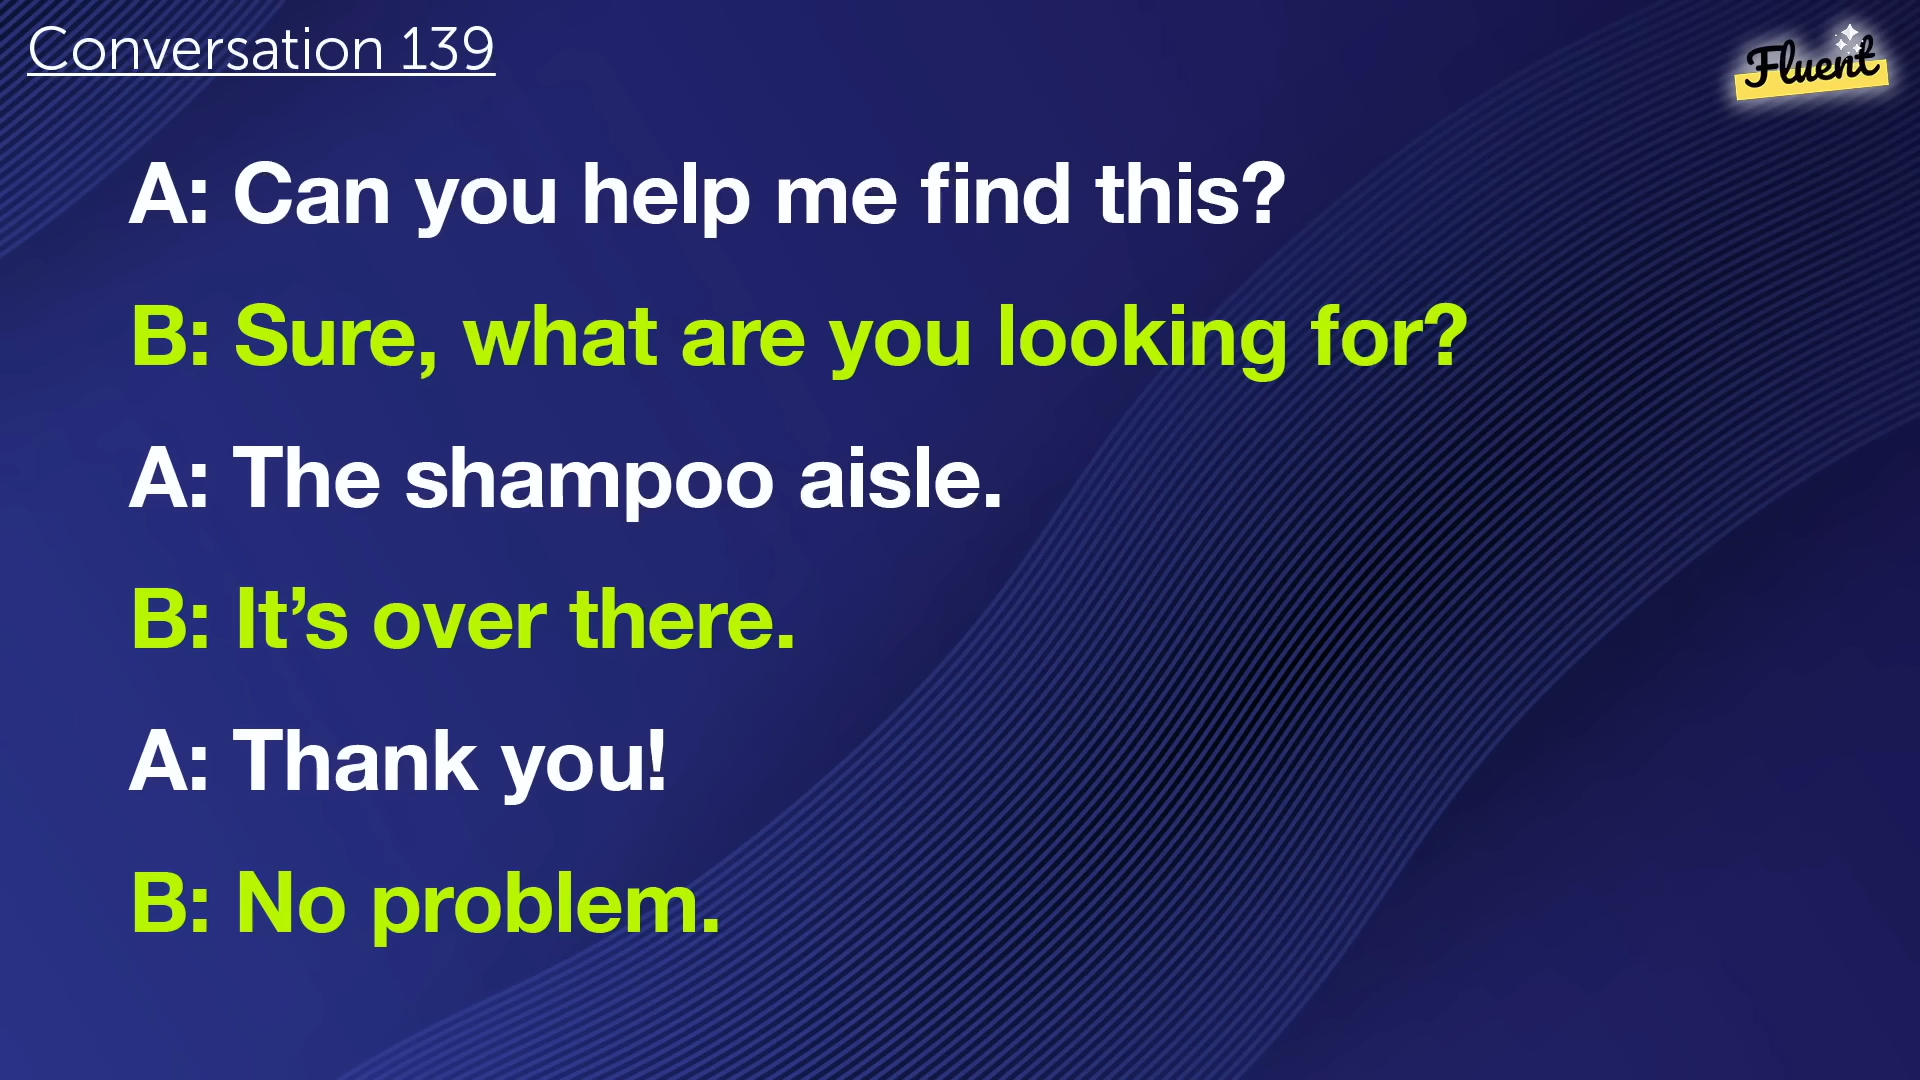 Conversation 139
Fluent
A: Can you help me find this?
B: Sure, what are you looking for?
A: The shampoo aisle.
B: It’s over there.
A: Thank you!
B: No problem.